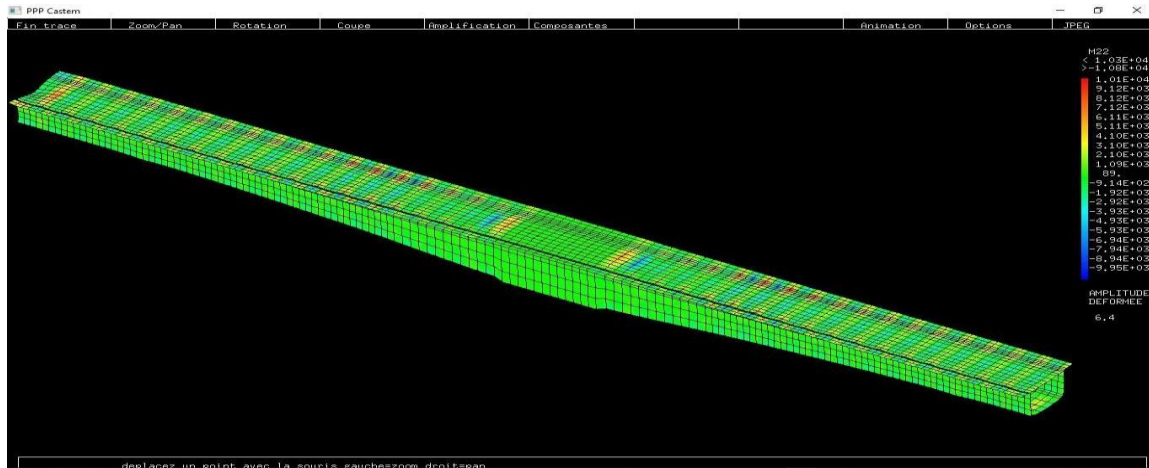 PPP Castem
Fin trace Zoom/Pan Rotation Coupe Amplification Composantes Animation Options JPEG
M22
< 1.03E+04
>-1.08E+04
1.01E+04
9.12E+03
8.12E+03
7.12E+03
6.11E+03
5.11E+03
4.10E+03
3.10E+03
2.10E+03
1.09E+03
89.
-9.14E+02
-1.92E+03
-2.92E+03
-3.93E+03
-4.93E+03
-5.93E+03
-6.94E+03
-7.94E+03
-8.94E+03
-9.95E+03
AMPLITUDE
DEFORMEE
6.4
deplacez un point avec la souris gauche=zoom droit=pan